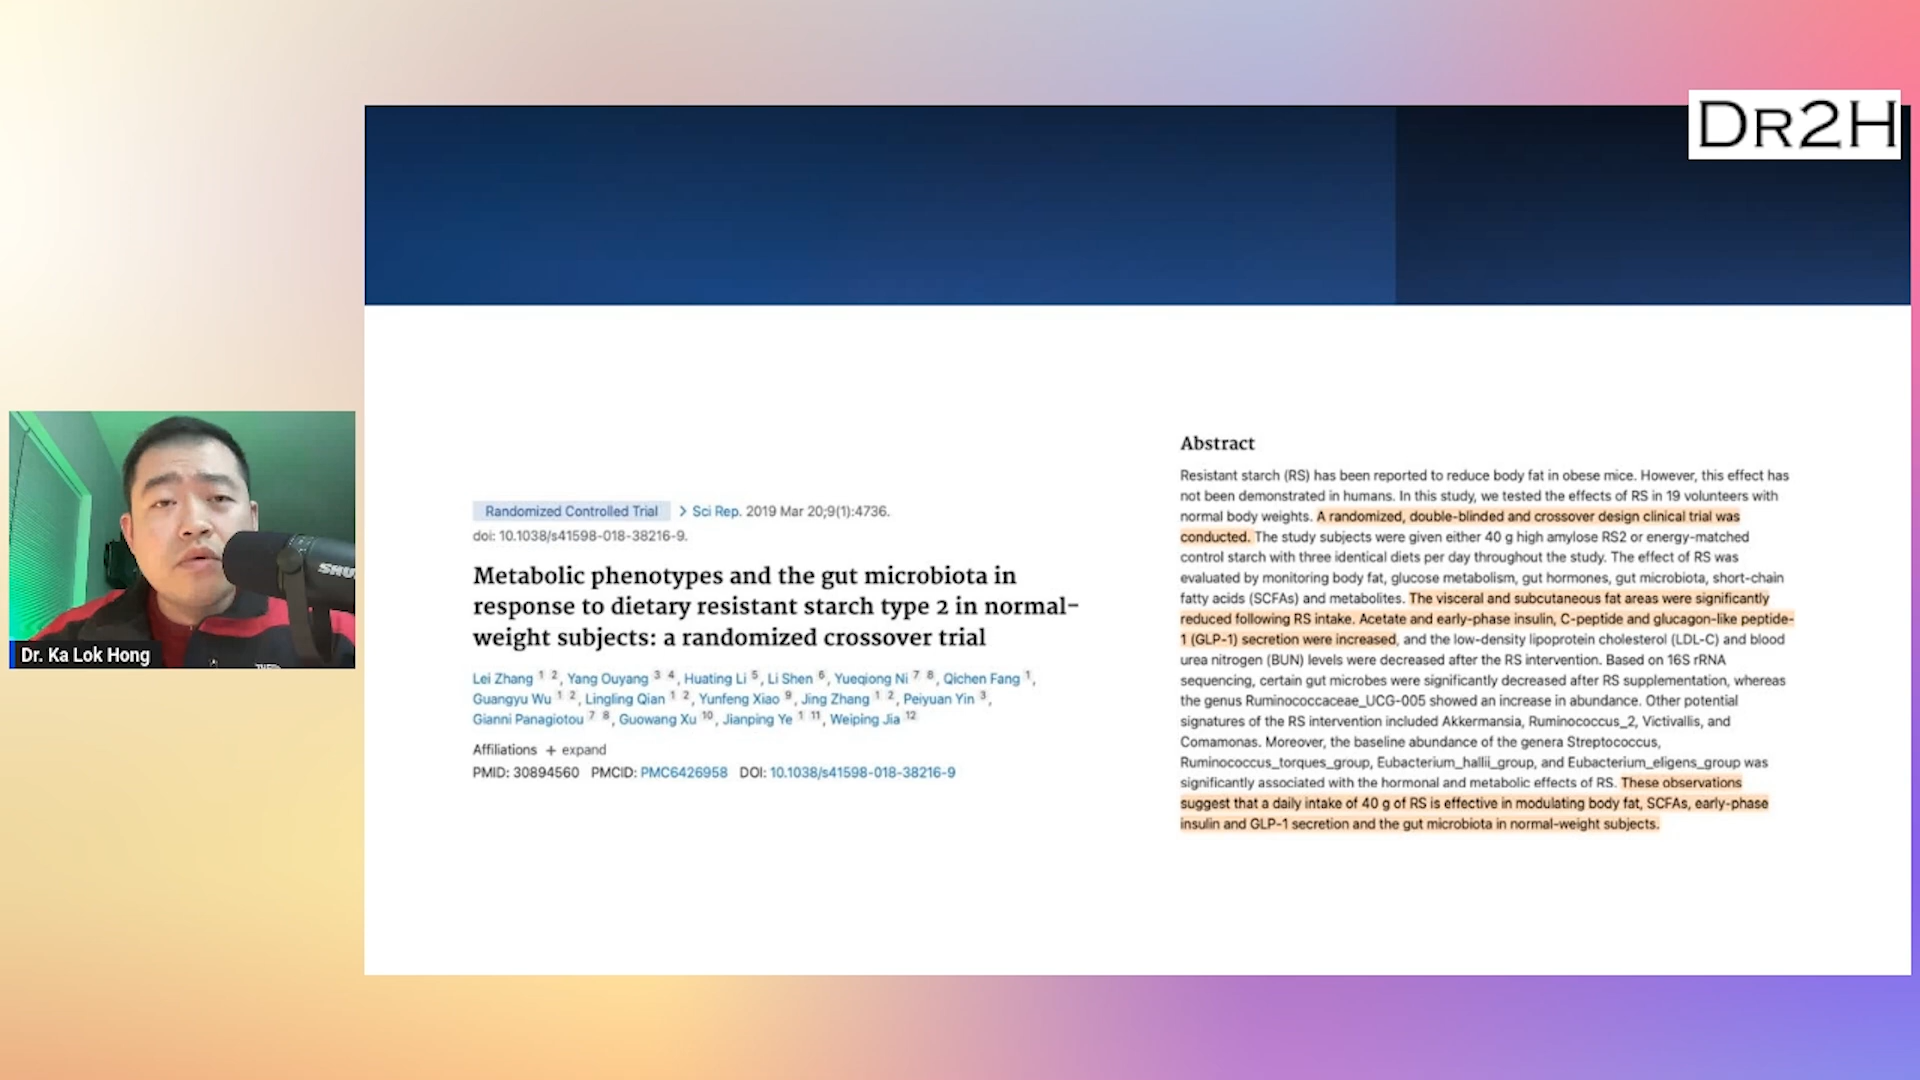 DR2H
Randomized Controlled Trial > Sci Rep. 2019 Mar 20;9(1):4736.
doi: 10.1038/s41598-018-38216-9.
Metabolic phenotypes and the gut microbiota in
response to dietary resistant starch type 2 in normal-
weight subjects: a randomized crossover trial
Lei Zhang 1 2, Yang Ouyang 3 4, Huating Li 5, Li Shen 6, Yueqiong Ni 7 8, Qichen Fang 1,
Guangyu Wu 1 2, Lingling Qian 1 2, Yunfeng Xiao 9, Jing Zhang 1 2, Peiyuan Yin 3,
Gianni Panagiotou 7 8, Guowang Xu 10, Jianping Ye 1 11, Weiping Jia 12
Affiliations + expand
PMID: 30894560 PMCID: PMC6426958 DOI: 10.1038/s41598-018-38216-9
Abstract
Resistant starch (RS) has been reported to reduce body fat in obese mice. However, this effect has
not been demonstrated in humans. In this study, we tested the effects of RS in 19 volunteers with
normal body weights. A randomized, double-blinded and crossover design clinical trial was
conducted. The study subjects were given either 40 g high amylose RS2 or energy-matched
control starch with three identical diets per day throughout the study. The effect of RS was
evaluated by monitoring body fat, glucose metabolism, gut hormones, gut microbiota, short-chain
fatty acids (SCFAs) and metabolites. The visceral and subcutaneous fat areas were significantly
reduced following RS intake. Acetate and early-phase insulin, C-peptide and glucagon-like peptide-
1 (GLP-1) secretion were increased, and the low-density lipoprotein cholesterol (LDL-C) and blood
urea nitrogen (BUN) levels were decreased after the RS intervention. Based on 16S rRNA
sequencing, certain gut microbes were significantly decreased after RS supplementation, whereas
the genus Ruminococcaceae_UCG-005 showed an increase in abundance. Other potential
signatures of the RS intervention included Akkermansia, Ruminococcus_2, Victivallis, and
Comamonas. Moreover, the baseline abundance of the genera Streptococcus,
Ruminococcus_torques_group, Eubacterium_hallii_group, and Eubacterium_eligens_group was
significantly associated with the hormonal and metabolic effects of RS. These observations
suggest that a daily intake of 40 g of RS is effective in modulating body fat, SCFAs, early-phase
insulin and GLP-1 secretion and the gut microbiota in normal-weight subjects.
SHU
Dr. Ka Lok Hong